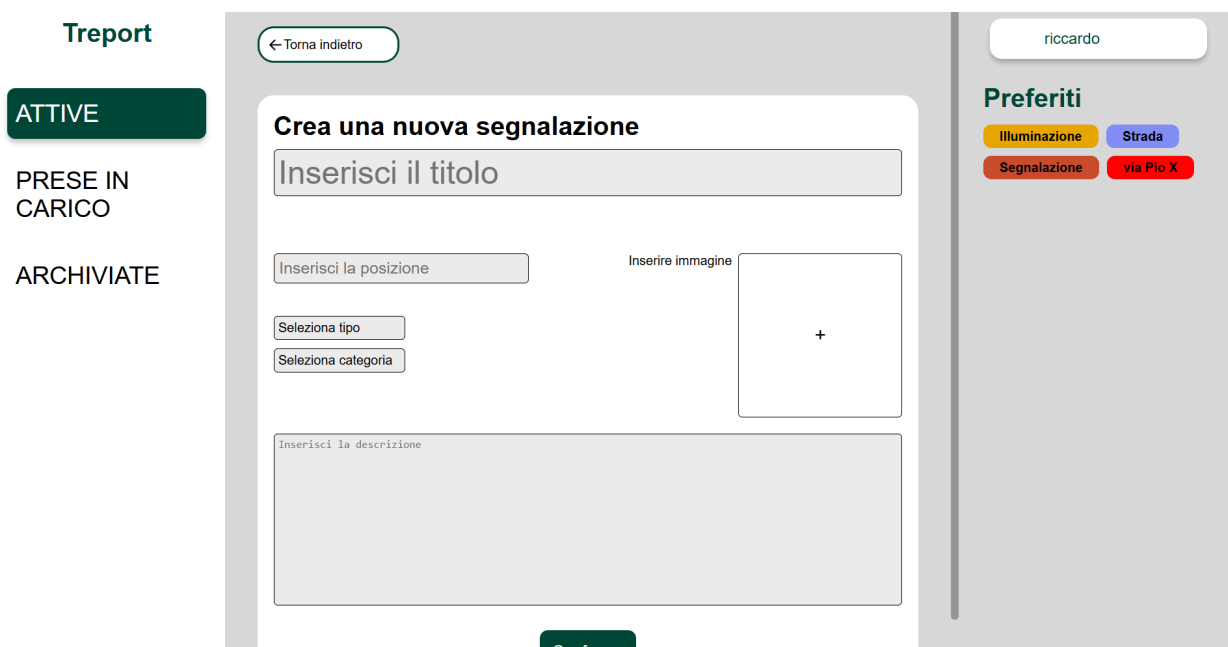 Treport
ATTIVE
PRESE IN
CARICO
ARCHIVIATE
←Torna indietro
Crea una nuova segnalazione
Inserisci il titolo
Inserisci la posizione
Inserire immagine
+
Seleziona tipo
Seleziona categoria
Inserisci la descrizione
riccardo
Preferiti
Illuminazione
Strada
Segnalazione
via Pio X